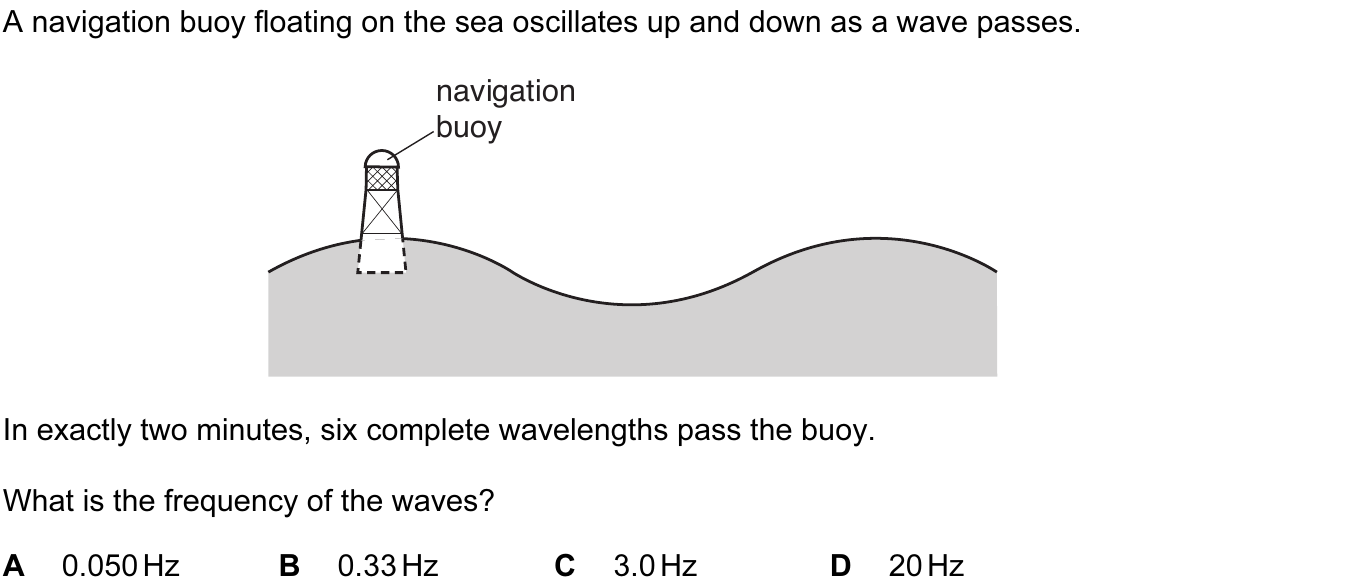 A navigation buoy floating on the sea oscillates up and down as a wave passes.
navigation
buoy
In exactly two minutes, six complete wavelengths pass the buoy.
What is the frequency of the waves?
A 0.050 Hz B 0.33 Hz C 3.0 Hz D 20 Hz